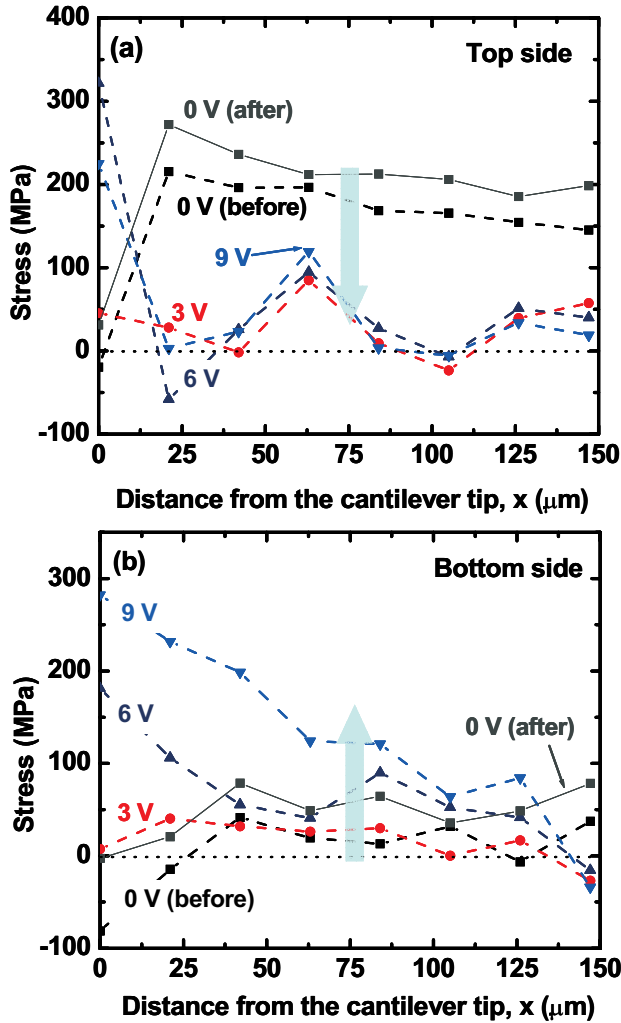 400
(a)
Top side
300
0 V (after)
200
0 V (before)
9 V
100
3 V
0
6 V
-100
Stress (MPa)
0 25 50 75 100 125 150
Distance from the cantilever tip, x (μm)
(b)
Bottom side
300
9 V
200
6 V
0 V (after)
100
3 V
0
0 V (before)
-100
Stress (MPa)
0 25 50 75 100 125 150
Distance from the cantilever tip, x (μm)